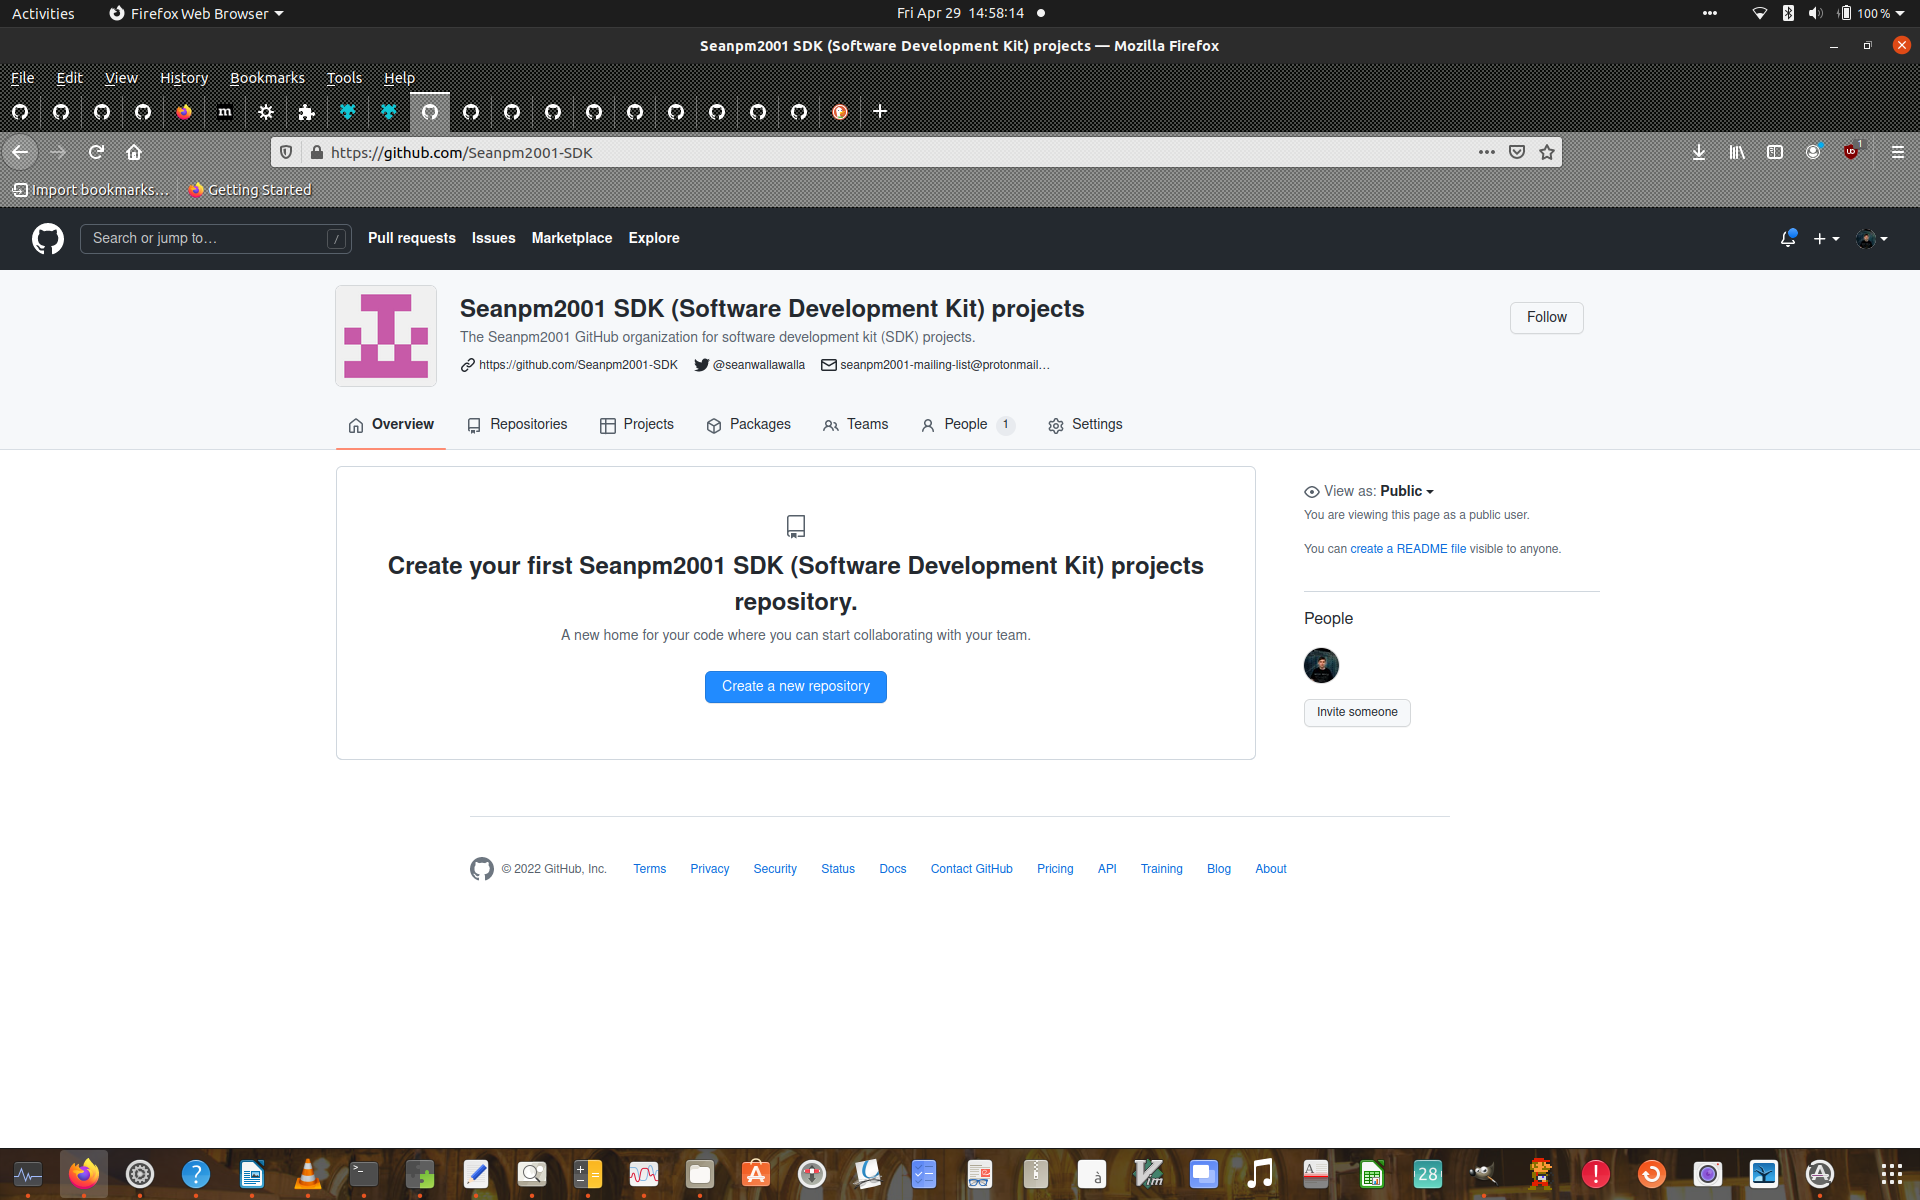 Activities Firefox Web Browser Fri Apr 29 14:58:14 100 %
Seanpm2001 SDK (Software Development Kit) projects — Mozilla Firefox
File Edit View History Bookmarks Tools Help
m
https://github.com/Seanpm2001-SDK 1
Import bookmarks… Getting Started
Search or jump to… / Pull requests Issues Marketplace Explore
Seanpm2001 SDK (Software Development Kit) projects
Follow
The Seanpm2001 GitHub organization for software development kit (SDK) projects.
https://github.com/Seanpm2001-SDK @seanwallawalla seanpm2001-mailing-list@protonmail…
Overview Repositories Projects Packages Teams People 1 Settings
View as: Public
You are viewing this page as a public user.
You can create a README file visible to anyone.
Create your first Seanpm2001 SDK (Software Development Kit) projects
repository.
A new home for your code where you can start collaborating with your team.
Create a new repository
People
Invite someone
© 2022 GitHub, Inc. Terms Privacy Security Status Docs Contact GitHub Pricing API Training Blog About
? >_ à Vim A 28 !